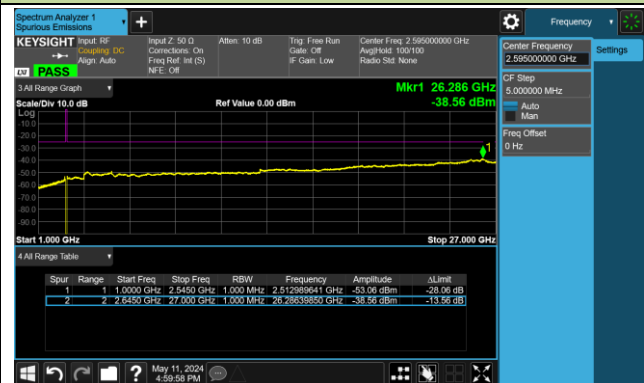 Spectrum Analyzer 1
Spurious Emissions
Frequency
KEYSIGHT
Input: RF
Coupling: DC
Align: Auto
Input Z: 50 Ω
Corrections: On
Freq Ref: Int (S)
NFE: Off
Atten: 10 dB
Trig: Free Run
Gate: Off
IF Gain: Low
Center Freq: 2.595000000 GHz
Avg|Hold: 100/100
Radio Std: None
LXI
PASS
3 All Range Graph
Mkr1 26.286 GHz
Scale/Div 10.0 dB
Ref Value 0.00 dBm
-38.56 dBm
Log
-10.0
-20.0
-30.0
-40.0
-50.0
-60.0
-70.0
-80.0
-90.0
1
Start 1.000 GHz
Stop 27.000 GHz
4 All Range Table
Spur Range Start Freq Stop Freq RBW Frequency Amplitude ΔLimit
1 1 1.0000 GHz 2.5450 GHz 1.000 MHz 2.512989641 GHz -53.06 dBm -28.06 dB
2 2 2.6450 GHz 27.000 GHz 1.000 MHz 26.28639850 GHz -38.56 dBm -13.56 dB
Center Frequency
2.595000000 GHz
Settings
CF Step
5.000000 MHz
Auto
Man
Freq Offset
0 Hz
?
May 11, 2024
4:59:58 PM